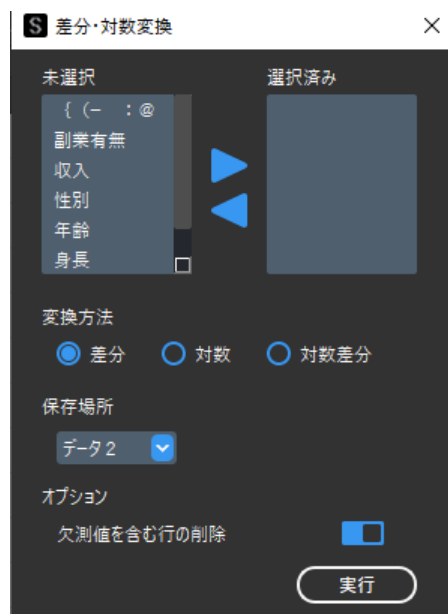 S 差分・対数変換
未選択
選択済み
{ (- :@
副業有無
収入
性別
年齢
身長
変換方法
差分
対数
対数差分
保存場所
データ2
オプション
欠測値を含む行の削除
実行